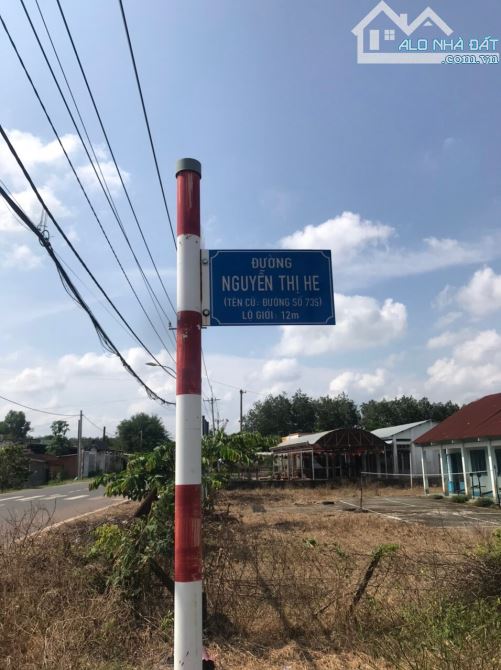 ALO NHÀ ĐẤT
.com.vn
ĐƯỜNG
NGUYỄN THỊ HE
(TÊN CŨ: ĐƯỜNG SỐ 735)
LỘ GIỚI: 12m